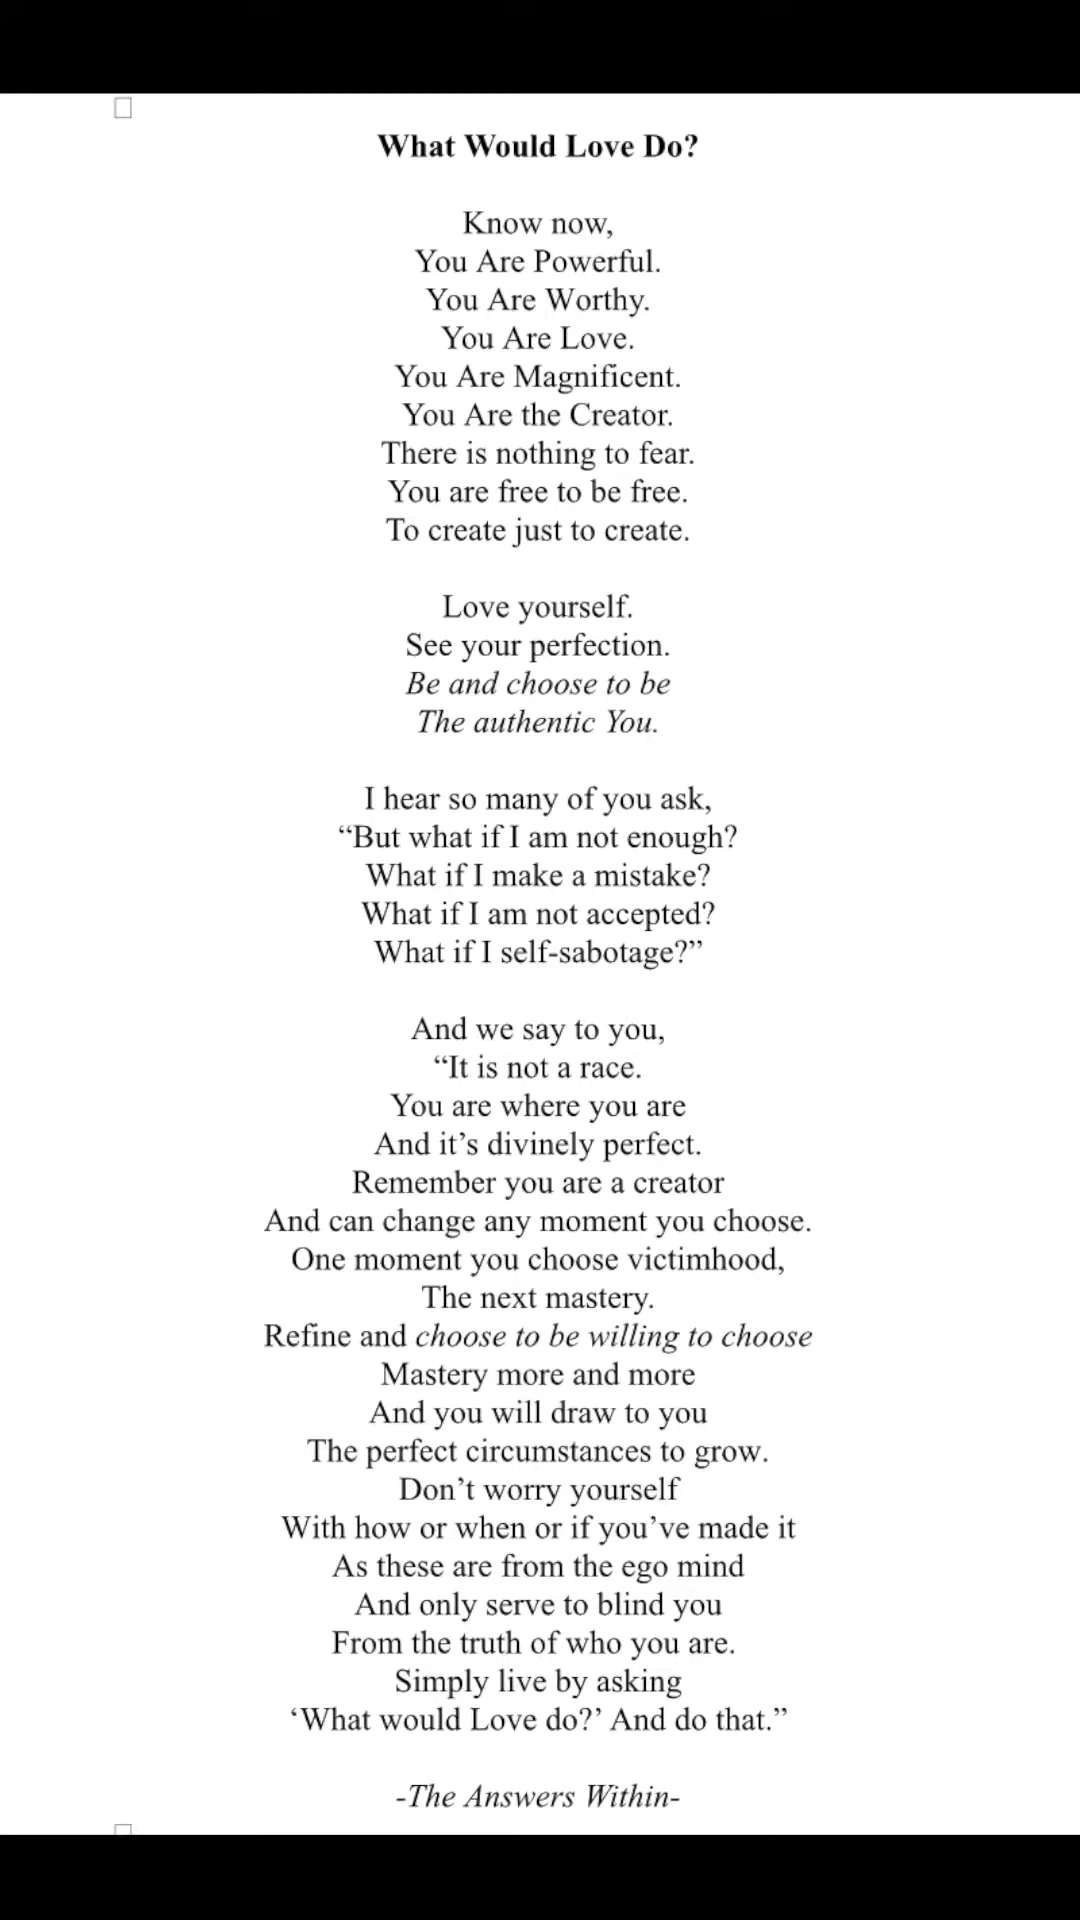 What Would Love Do?
Know now,
You Are Powerful.
You Are Worthy.
You Are Love.
You Are Magnificent.
You Are the Creator.
There is nothing to fear.
You are free to be free.
To create just to create.
Love yourself.
See your perfection.
Be and choose to be
The authentic You.
I hear so many of you ask,
“But what if I am not enough?
What if I make a mistake?
What if I am not accepted?
What if I self-sabotage?”
And we say to you,
“It is not a race.
You are where you are
And it’s divinely perfect.
Remember you are a creator
And can change any moment you choose.
One moment you choose victimhood,
The next mastery.
Refine and choose to be willing to choose
Mastery more and more
And you will draw to you
The perfect circumstances to grow.
Don’t worry yourself
With how or when or if you’ve made it
As these are from the ego mind
And only serve to blind you
From the truth of who you are.
Simply live by asking
‘What would Love do?’ And do that.”
-The Answers Within-